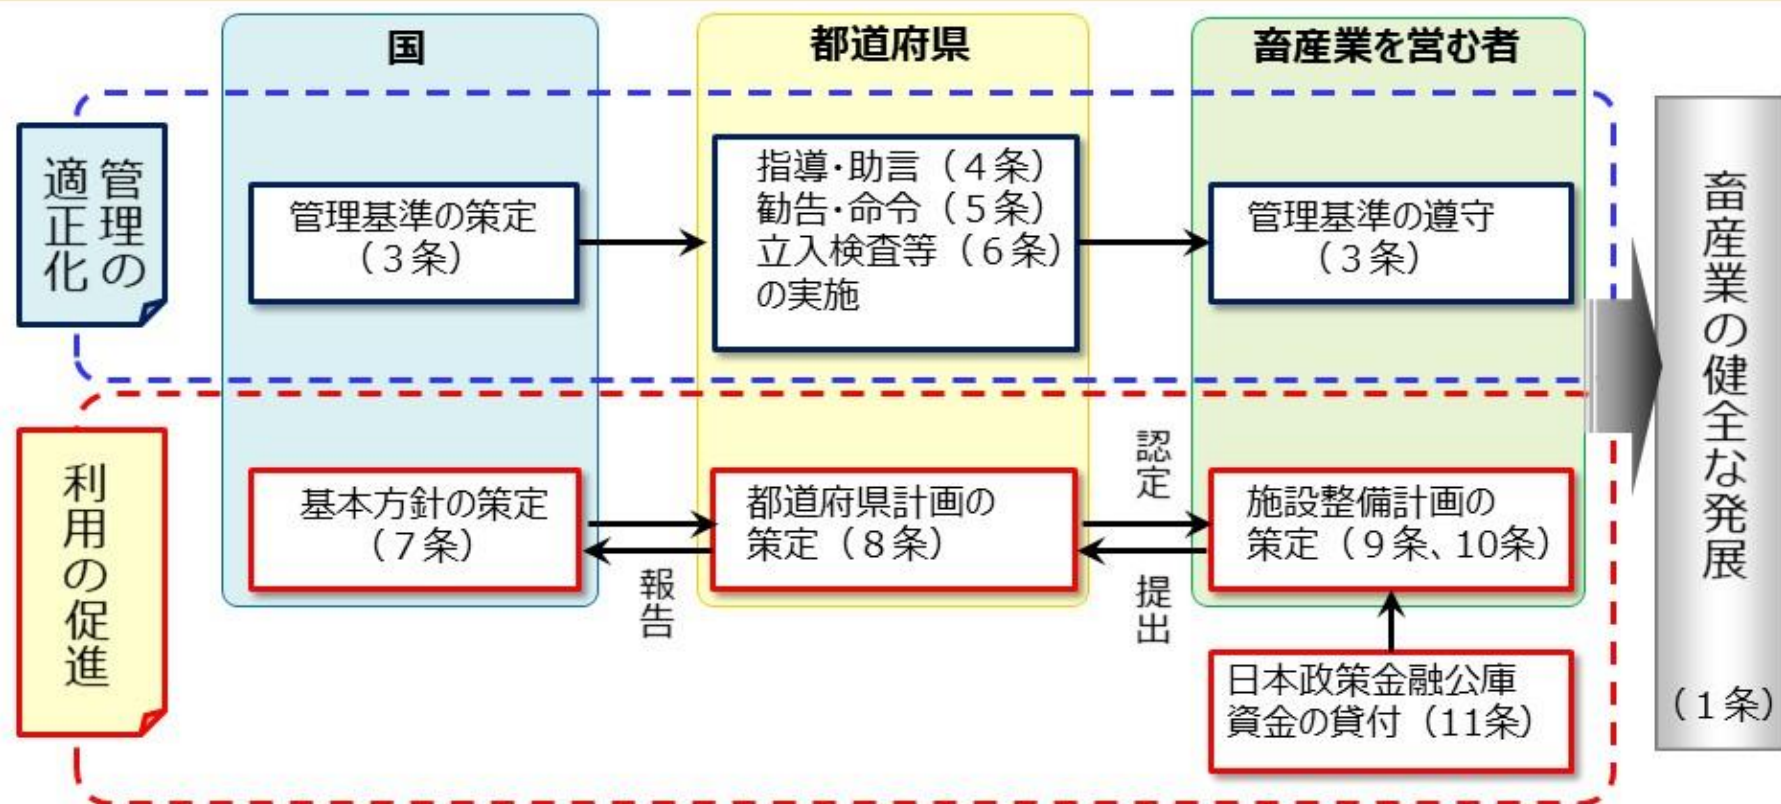 国
都道府県
畜産業を営む者
管理の
適正化
管理基準の策定
（３条）
指導･助言（４条）
勧告･命令（５条）
立入検査等（６条）
の実施
管理基準の遵守
（３条）
利用の促進
基本方針の策定
（７条）
報告
都道府県計画の
策定（８条）
認定
提出
施設整備計画の
策定（９条、10条）
日本政策金融公庫
資金の貸付（11条）
畜産業の健全な発展
（１条）